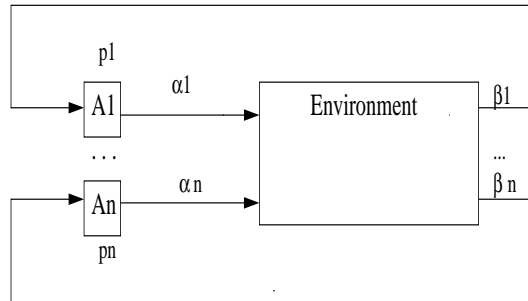 p1
A1
α1
Environment
β1
...
...
An
αn
βn
pn